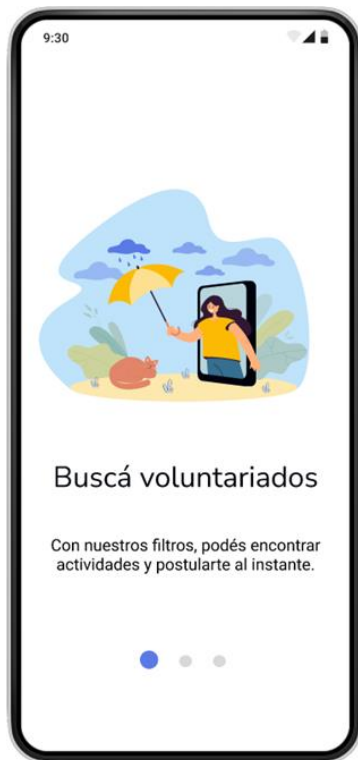 9:30
Buscá voluntariados
Con nuestros filtros, podés encontrar
actividades y postularte al instante.